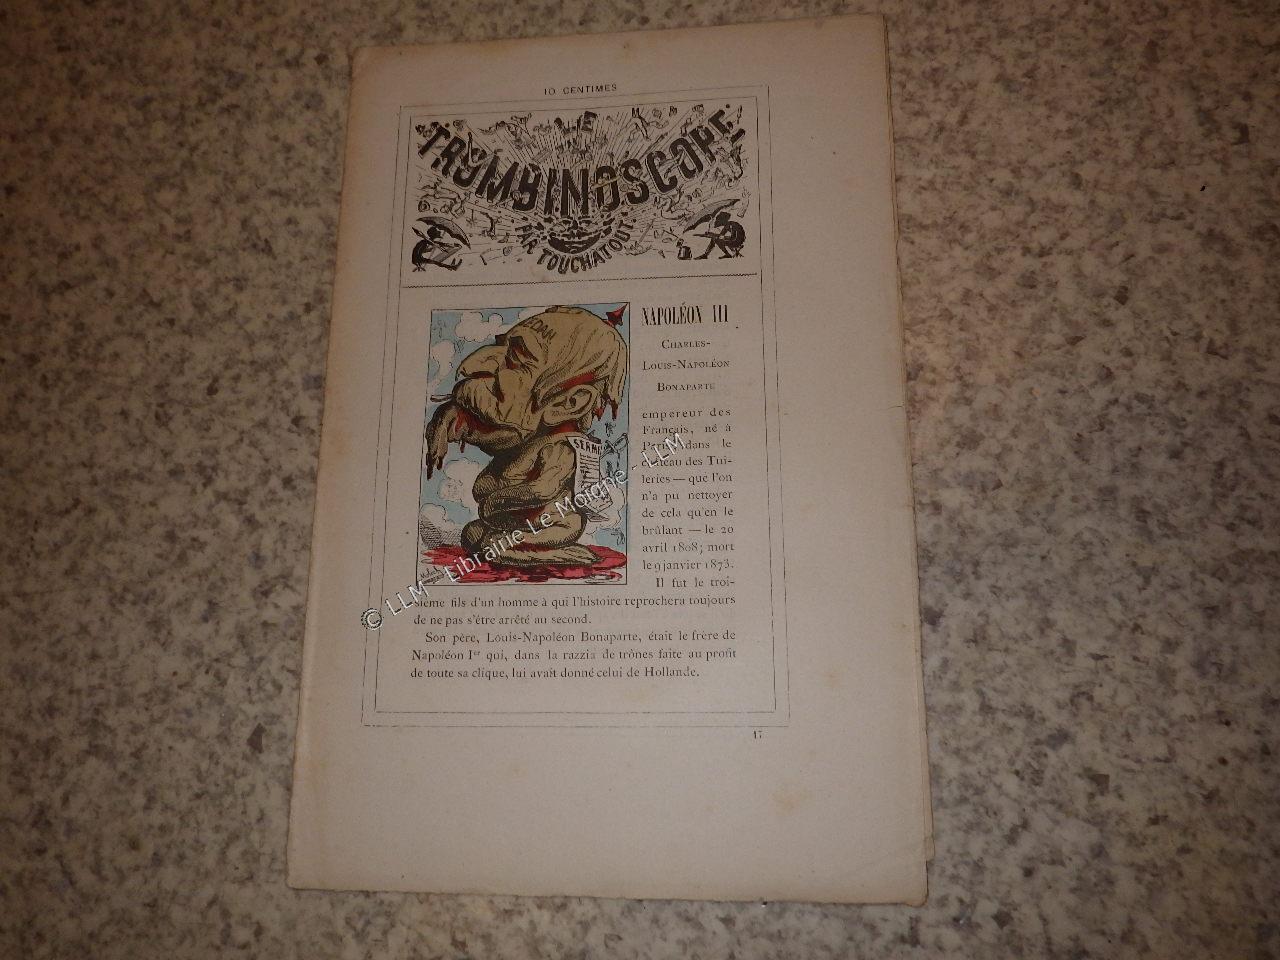 10 CENTIMES
LE
TROMBINOSCOPE
PAR TOUCHATOUT
NAPOLÉON III
CHARLES-
LOUIS-NAPOLÉON
BONAPARTE
empereur des
Français, né à
Paris, dans le
château des Tui-
leries — que l'on
n'a pu nettoyer
de cela qu'en le
brûlant — le 20
avril 1808; mort
le 9 janvier 1873.
Il fut le troi-
sième fils d'un homme à qui l'histoire reprochera toujours
de ne pas s'être arrêté au second.
Son père, Louis-Napoléon Bonaparte, était le frère de
Napoléon Ier qui, dans la razzia de trônes faite au profit
de toute sa clique, lui avait donné celui de Hollande.
17
© LLM - Librairie Le Moigne - LLM